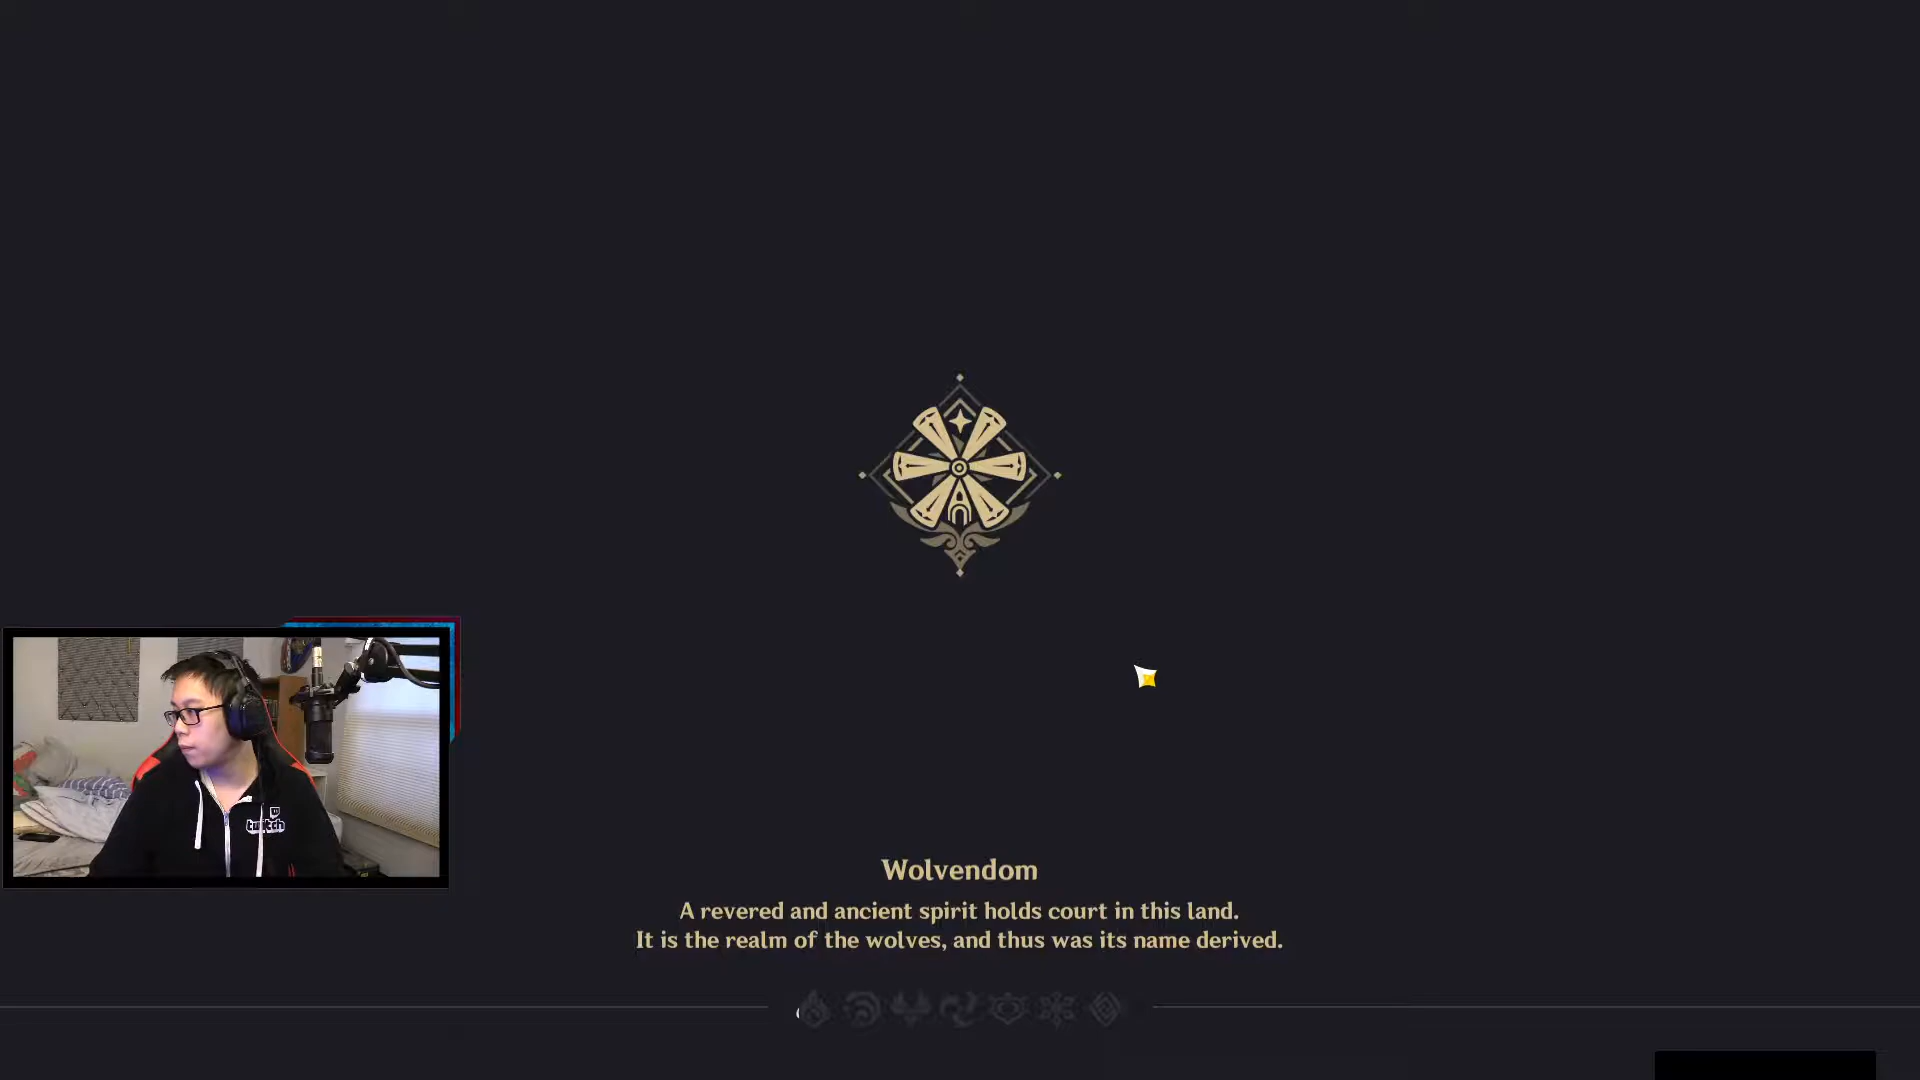 twitch
Wolvendom
A revered and ancient spirit holds court in this land.
It is the realm of the wolves, and thus was its name derived.